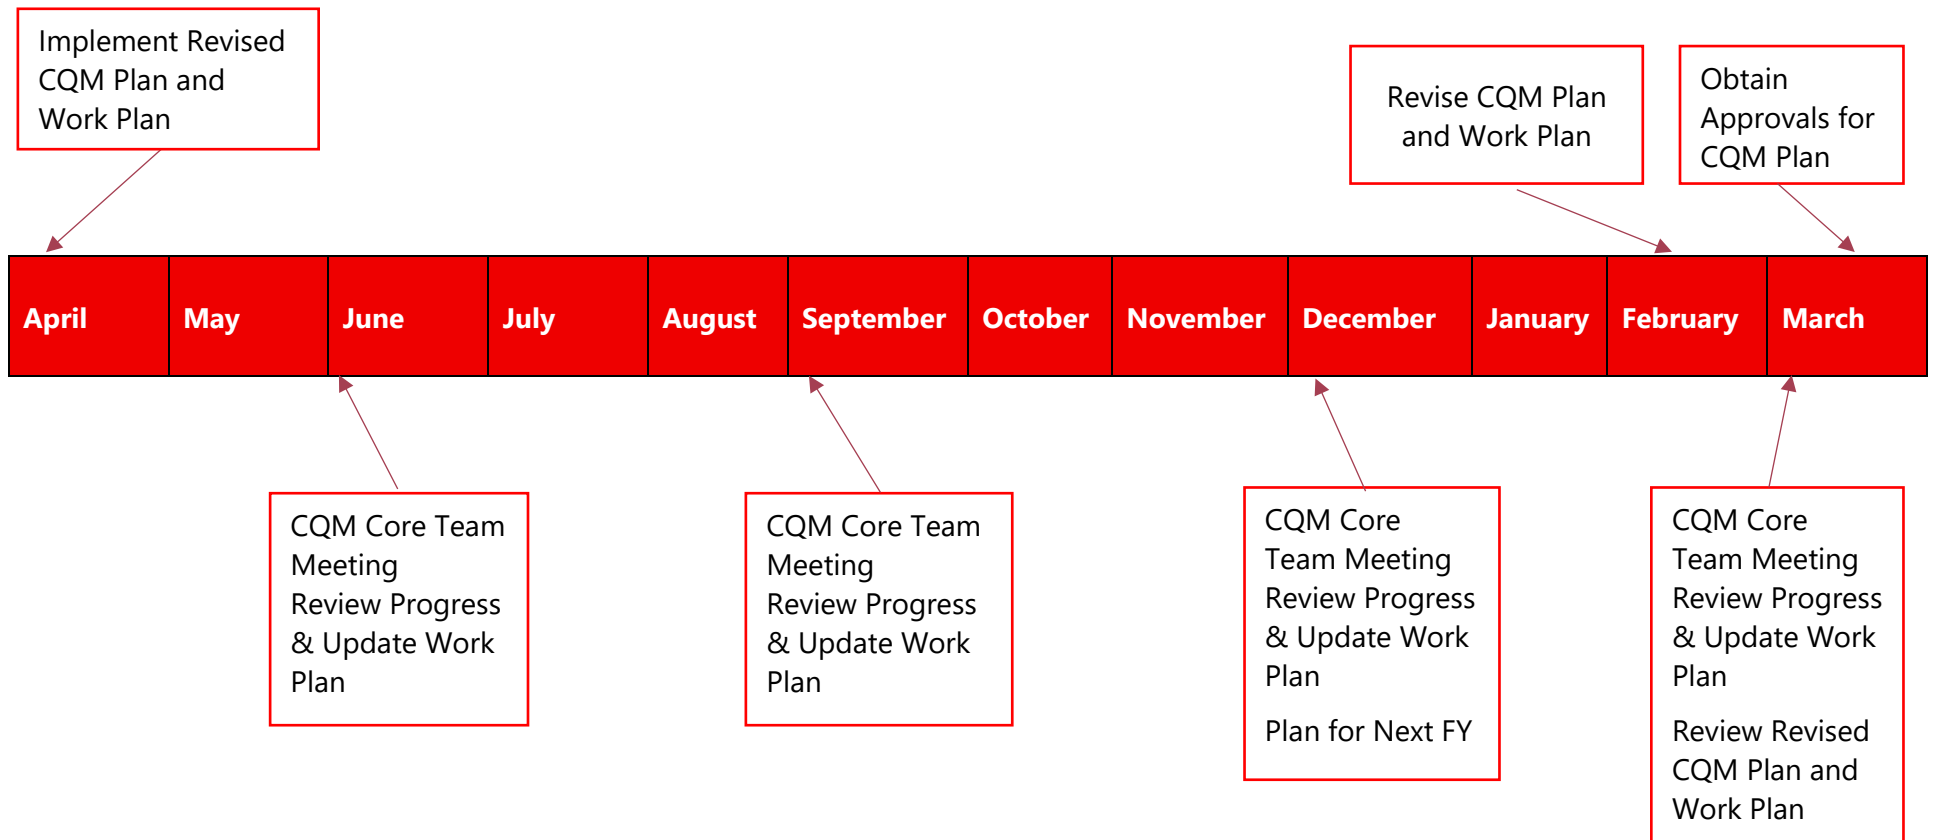 Implement Revised
CQM Plan and
Work Plan
Revise CQM Plan
and Work Plan
Obtain
Approvals for
CQM Plan
April
May
June
July
August
September
October
November
December
January
February
March
CQM Core Team
Meeting
Review Progress
& Update Work
Plan
CQM Core Team
Meeting
Review Progress
& Update Work
Plan
CQM Core
Team Meeting
Review Progress
& Update Work
Plan
Plan for Next FY
CQM Core
Team Meeting
Review Progress
& Update Work
Plan
Review Revised
CQM Plan and
Work Plan